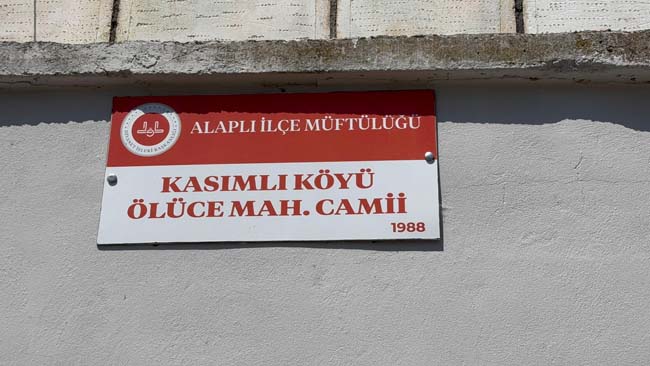 ALAPLI İLÇE MÜFTÜLÜĞÜ
KASIMLI KÖYÜ
ÖLÜCE MAH. CAMİİ
1988